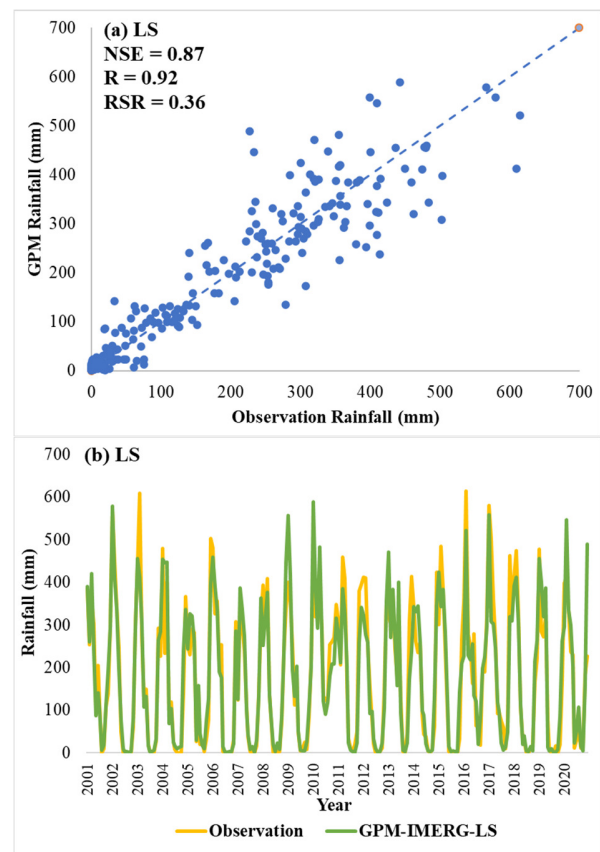 (a) LS
NSE = 0.87
R = 0.92
RSR = 0.36
GPM Rainfall (mm)
700
600
500
400
300
200
100
0
0 100 200 300 400 500 600 700
Observation Rainfall (mm)
(b) LS
Rainfall (mm)
700
600
500
400
300
200
100
0
2001 2002 2003 2004 2005 2006 2007 2008 2009 2010 2011 2012 2013 2014 2015 2016 2017 2018 2019 2020
Year
Observation GPM-IMERG-LS